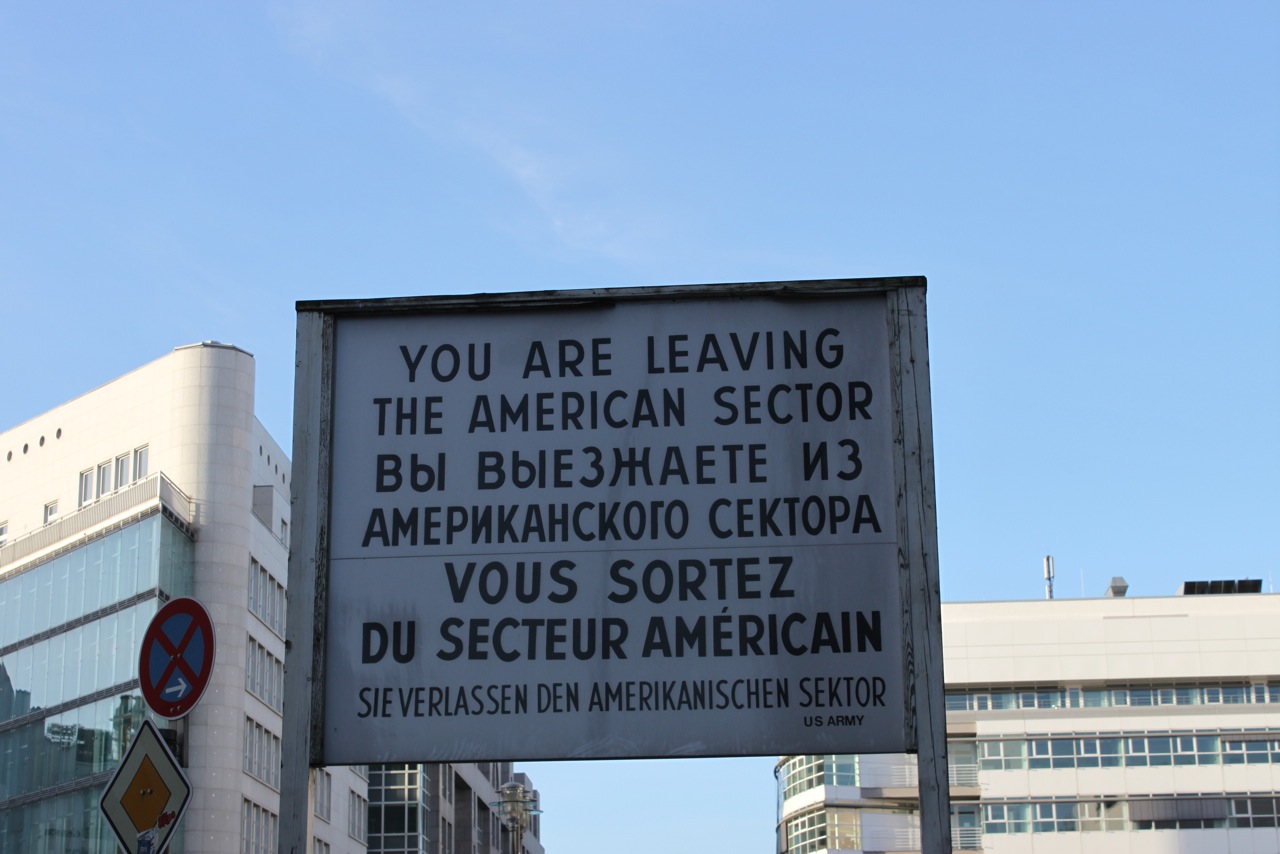 YOU ARE LEAVING
THE AMERICAN SECTOR
ВЫ ВЫЕЗЖАЕТЕ ИЗ
АМЕРИКАНСКОГО СЕКТОРА
VOUS SORTEZ
DU SECTEUR AMÉRICAIN
SIE VERLASSEN DEN AMERIKANISCHEN SEKTOR
US ARMY